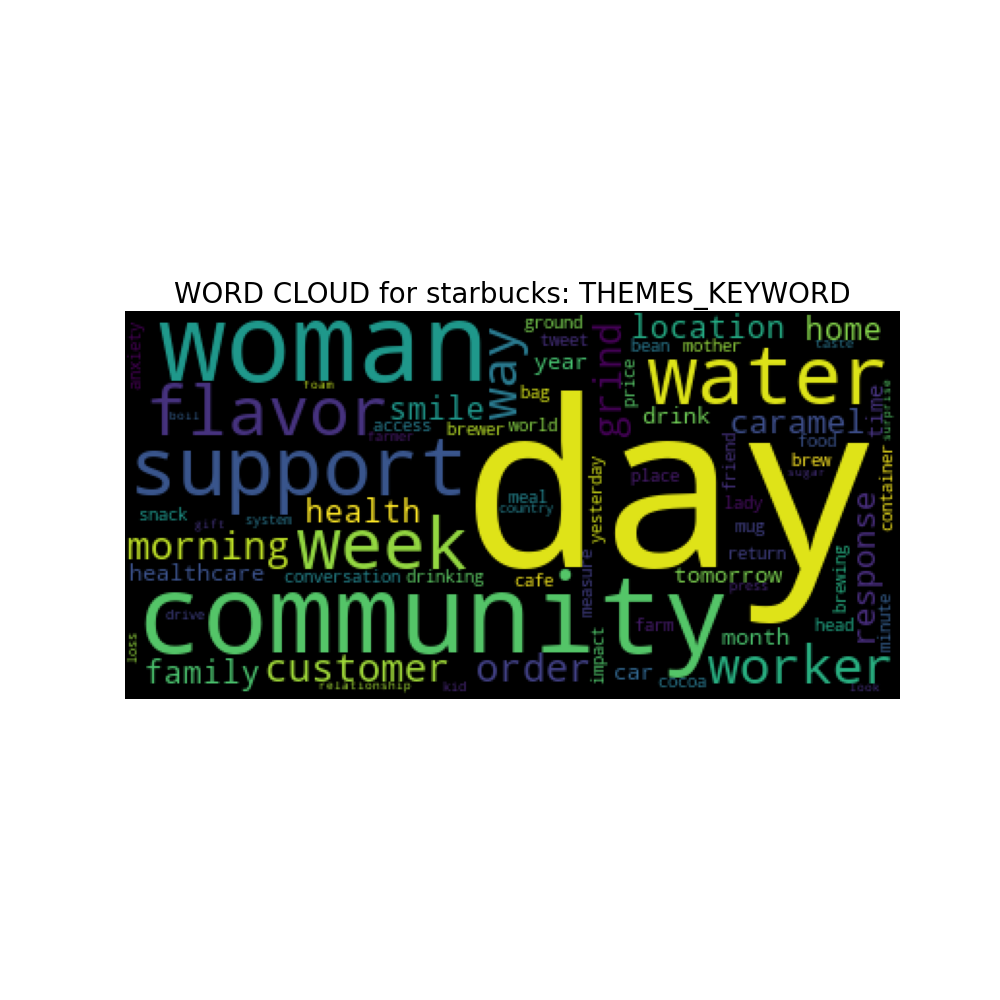 WORD CLOUD for starbucks: THEMES_KEYWORD
woman
way
ground
tweet
year
grind
location
home
bean
mother
taste
anxiety
foam
flavor
smile
bag
price
water
boil
access
brewer
world
drink
caramel
time
surprise
farmer
support
day
food
friend
brew
sugar
container
place
yesterday
meal
country
lady
snack
gift
system
health
mug
response
morning
week
return
healthcare
conversation
drinking
cafe
measure
tomorrow
press
brewing
minute
community
drive
farm
head
month
loss
family
customer
order
impact
car
cocoa
worker
relationship
kid
look